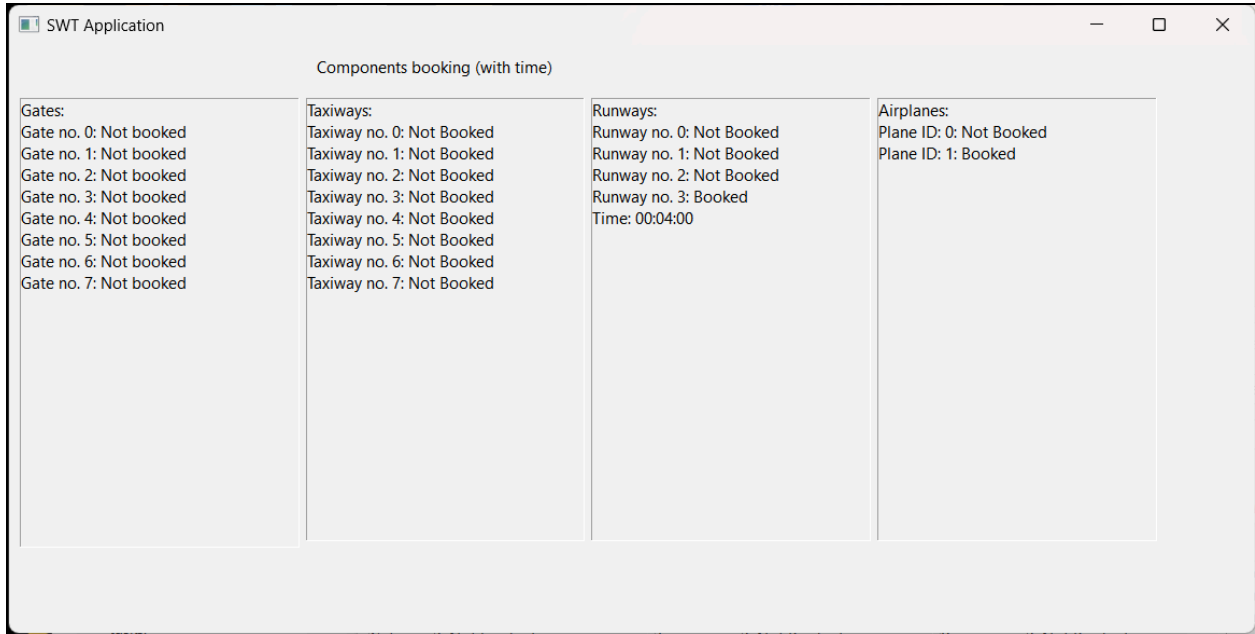 SWT Application
Components booking (with time)
Gates:
Gate no. 0: Not booked
Gate no. 1: Not booked
Gate no. 2: Not booked
Gate no. 3: Not booked
Gate no. 4: Not booked
Gate no. 5: Not booked
Gate no. 6: Not booked
Gate no. 7: Not booked
Taxiways:
Taxiway no. 0: Not Booked
Taxiway no. 1: Not Booked
Taxiway no. 2: Not Booked
Taxiway no. 3: Not Booked
Taxiway no. 4: Not Booked
Taxiway no. 5: Not Booked
Taxiway no. 6: Not Booked
Taxiway no. 7: Not Booked
Runways:
Runway no. 0: Not Booked
Runway no. 1: Not Booked
Runway no. 2: Not Booked
Runway no. 3: Booked
Time: 00:04:00
Airplanes:
Plane ID: 0: Not Booked
Plane ID: 1: Booked